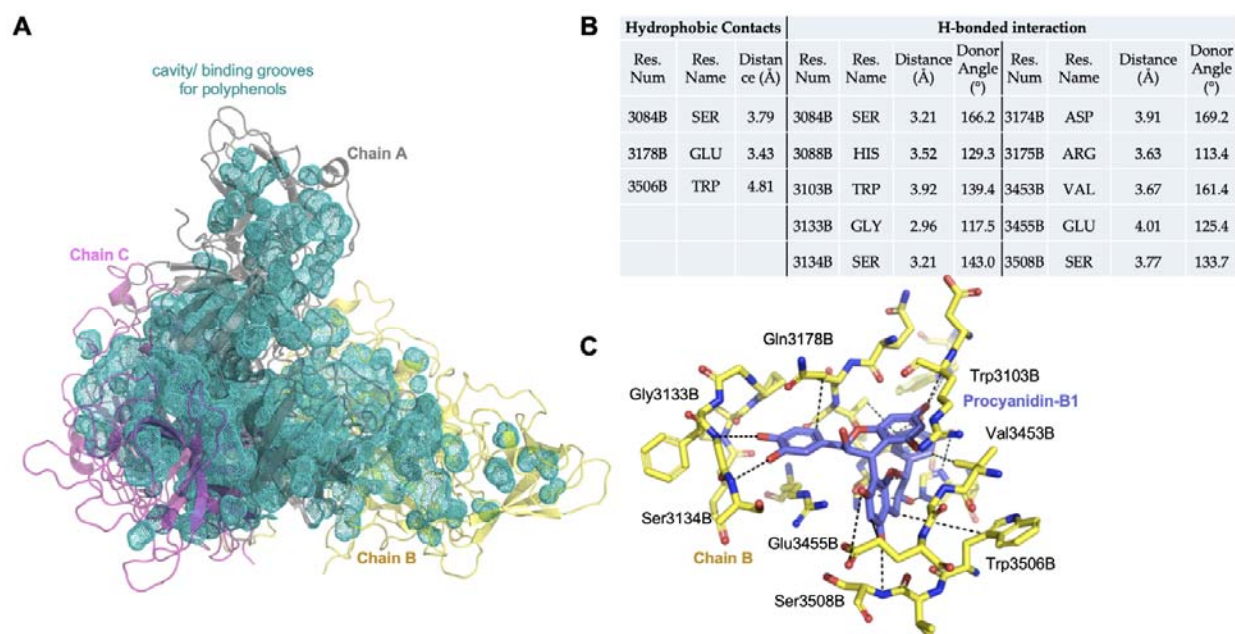 A
cavity/ binding grooves
for polyphenols
Chain A
Chain C
Chain B
B
Hydrophobic Contacts H-bonded interaction
Res. Num Res. Name Distan ce (Å) Res. Num Res. Name Distance (Å) Donor Angle (°) Res. Num Res. Name Distance (Å) Donor Angle (°)
3084B SER 3.79 3084B SER 3.21 166.2 3174B ASP 3.91 169.2
3178B GLU 3.43 3088B HIS 3.52 129.3 3175B ARG 3.63 113.4
3506B TRP 4.81 3103B TRP 3.92 139.4 3453B VAL 3.67 161.4
3133B GLY 2.96 117.5 3455B GLU 4.01 125.4
3134B SER 3.21 143.0 3508B SER 3.77 133.7
C
Gln3178B
Gly3133B
Trp3103B
Procyanidin-B1
Val3453B
Ser3134B
Glu3455B
Chain B
Trp3506B
Ser3508B